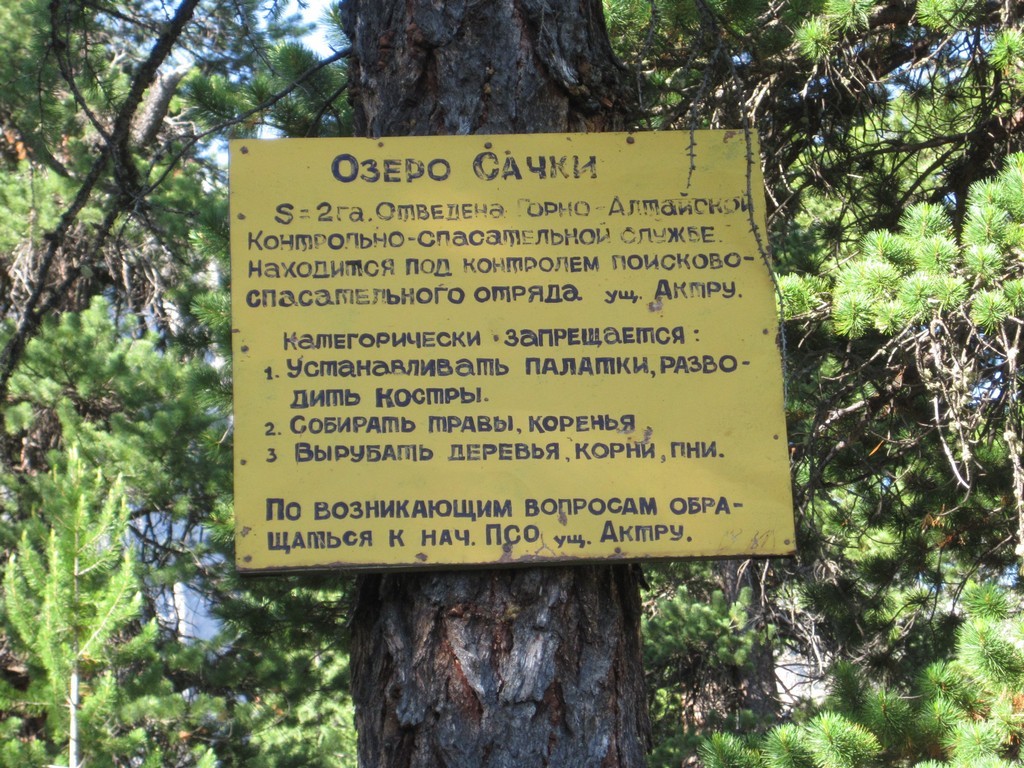 Озеро Сачки
S=2га. Отведена Горно-Алтайской
Контрольно-спасательной службе.
Находится под контролем поисково-
спасательного отряда ущ. Актру.
Категорически запрещается:
1. Устанавливать палатки, разво-
дить костры.
2. Собирать травы, коренья
3 Вырубать деревья, корни, пни.
По возникающим вопросам обра-
щаться к нач. ПСО ущ. Актру.